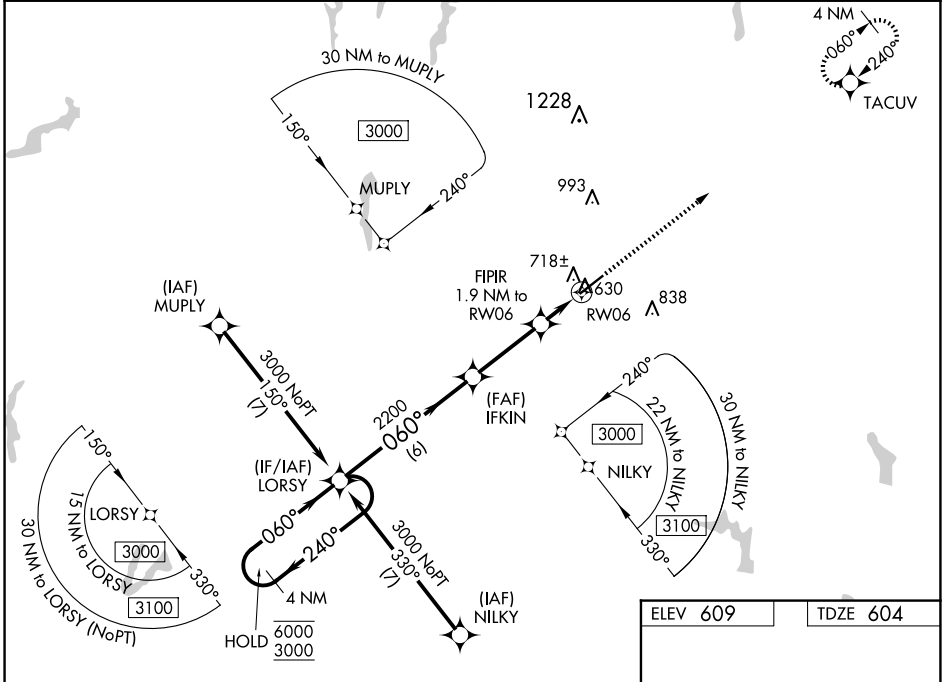 4 NM
060°
240°
TACUV
30 NM to MUPLY
150°
3000
240°
MUPLY
1228
993
718±
630
RW06
838
FIPIR
1.9 NM to
RW06
(IAF)
MUPLY
3000 NoPT
150°
(7)
(FAF)
IFKIN
2200
060°
(6)
(IF/IAF)
LORSY
240°
22 NM to NILKY
30 NM to NILKY
3000
NILKY
3100
330°
150°
LORSY
15 NM to LORSY
3000
30 NM to LORSY (NoPT)
3100
330°
060°
240°
4 NM
HOLD
6000
3000
3000 NoPT
330°
(7)
(IAF)
NILKY
ELEV 609
TDZE 604